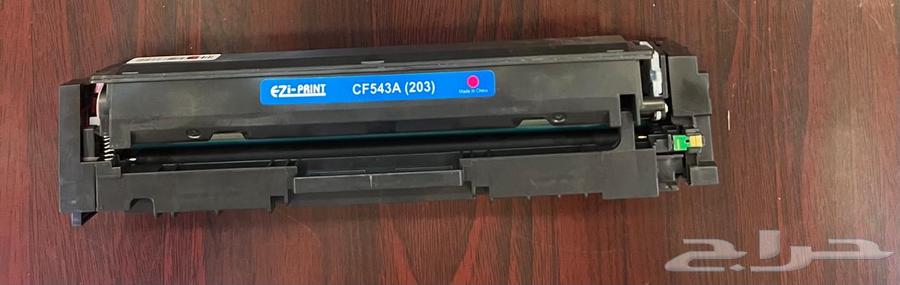 EZi-PRINT
CF543A (203)
Made In China
حراج